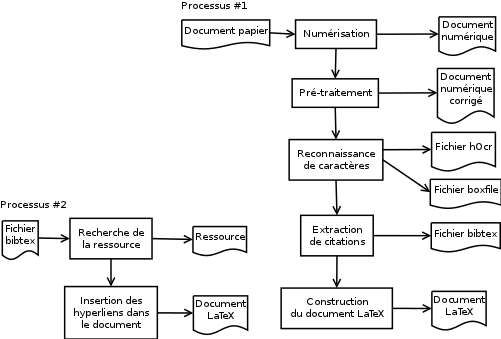 Processus #1
Document papier
Numérisation
Document
numérique
Pré-traitement
Document
numérique
corrigé
Reconnaissance
de caractères
Fichier hOcr
Fichier boxfile
Extraction
de citations
Fichier bibtex
Construction
du document LaTeX
Document
LaTeX
Processus #2
Fichier
bibtex
Recherche de
la ressource
Ressource
Insertion des
hyperliens dans
le document
Document
LaTeX